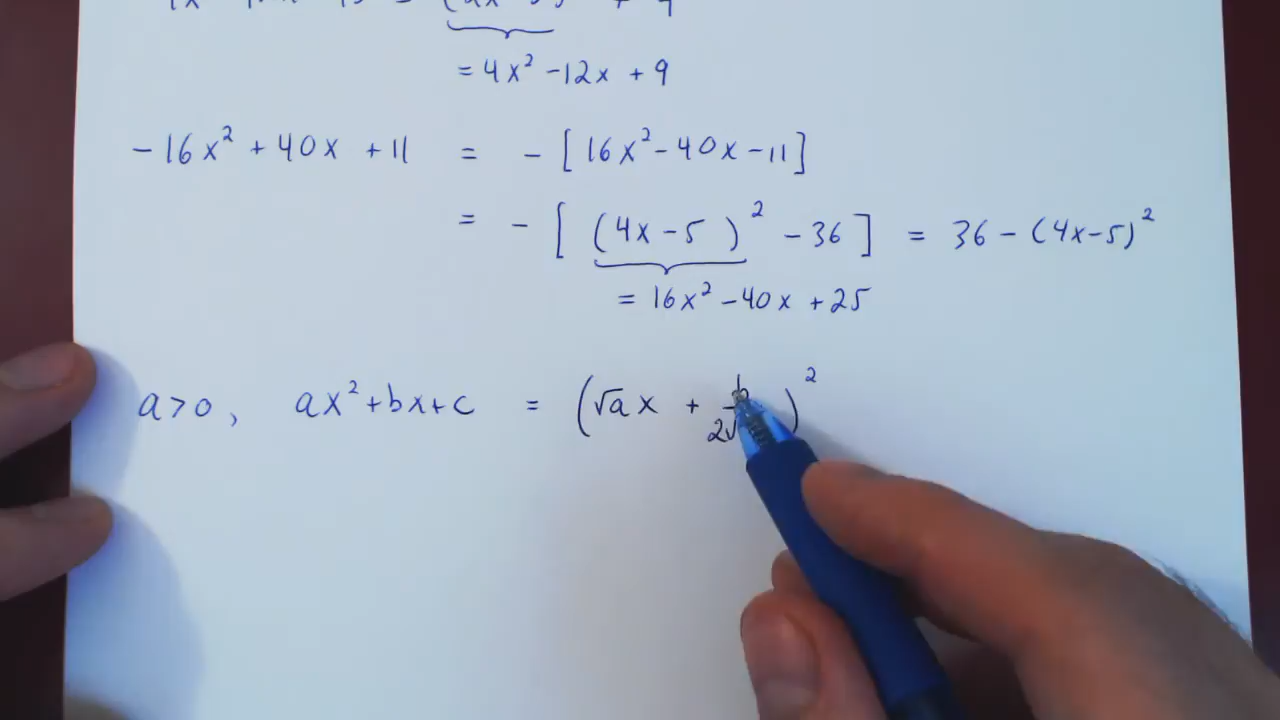 = 4x² -12x + 9
-16x² + 40x + 11 = - [ 16x² - 40x - 11 ]
= - [ (4x - 5 )² - 36 ] = 36 - (4x-5)²
= 16x² - 40x + 25
a>0, ax² + bx + c = (√a x + b/2√ )²